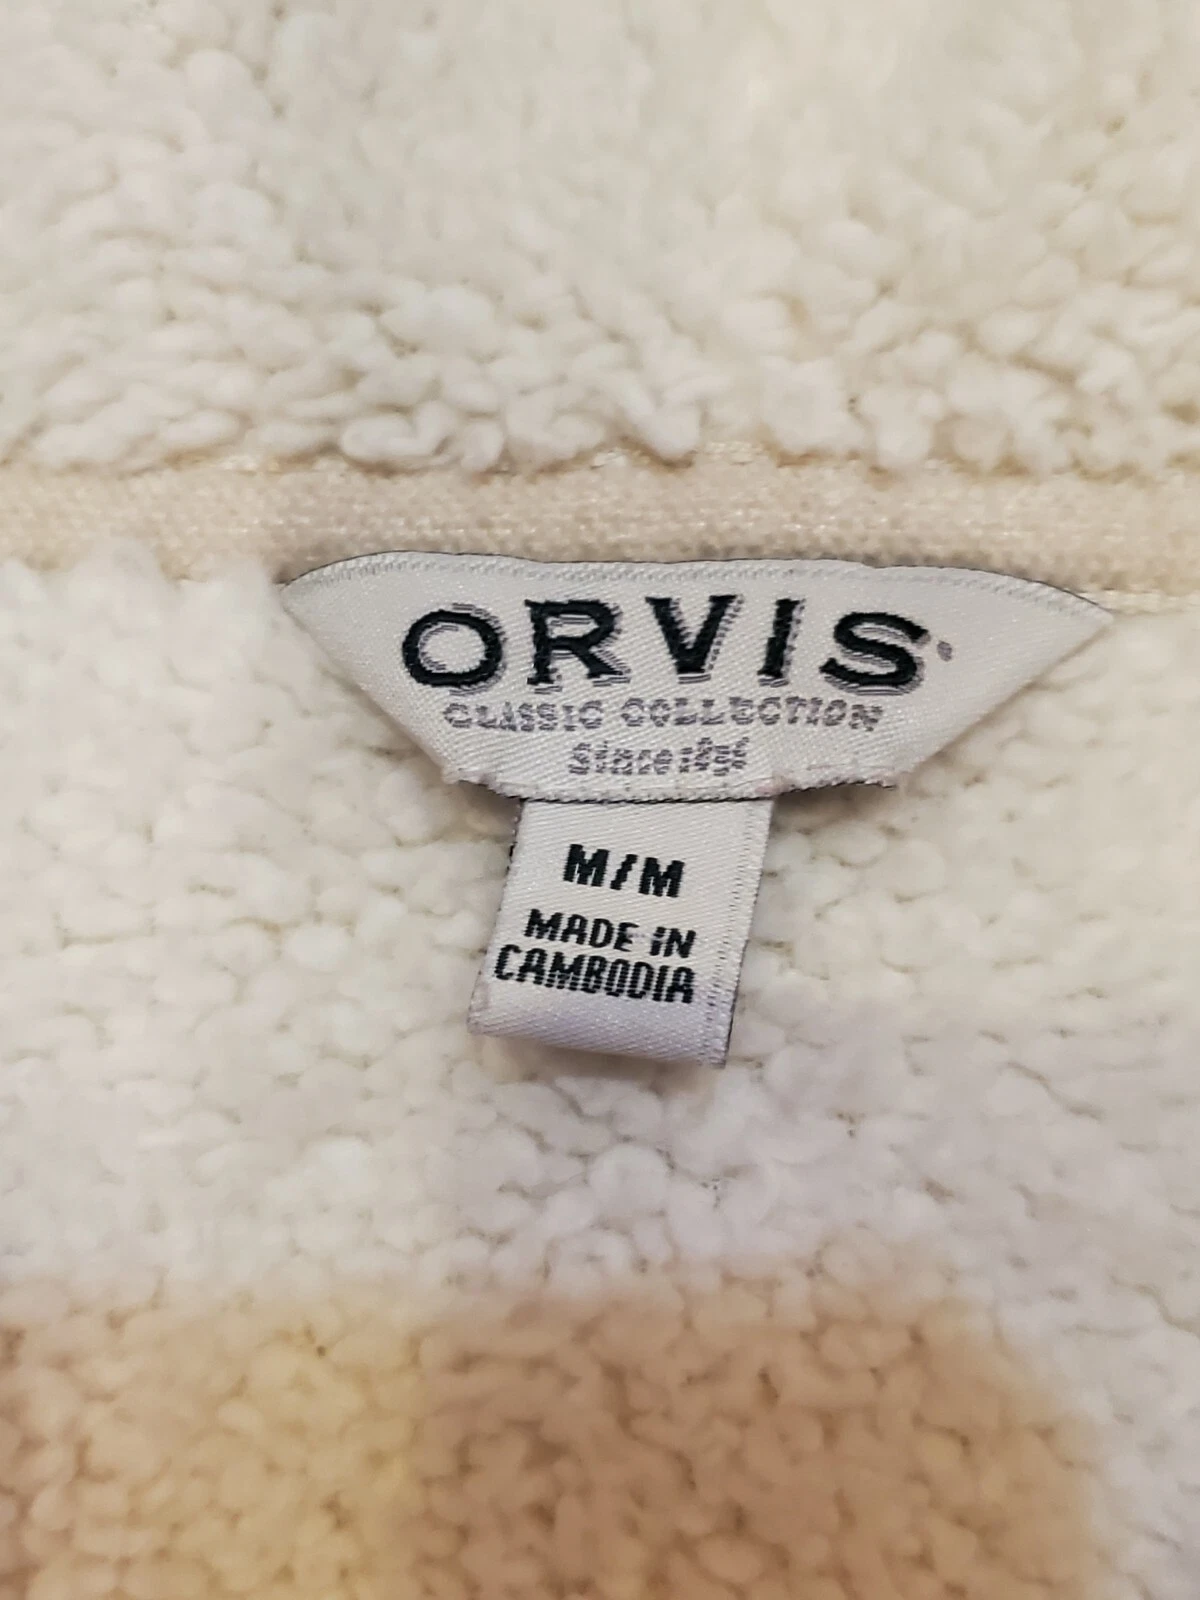 ORVIS
CLASSIC COLLECTION
Since
M/M
MADE IN
CAMBODIA